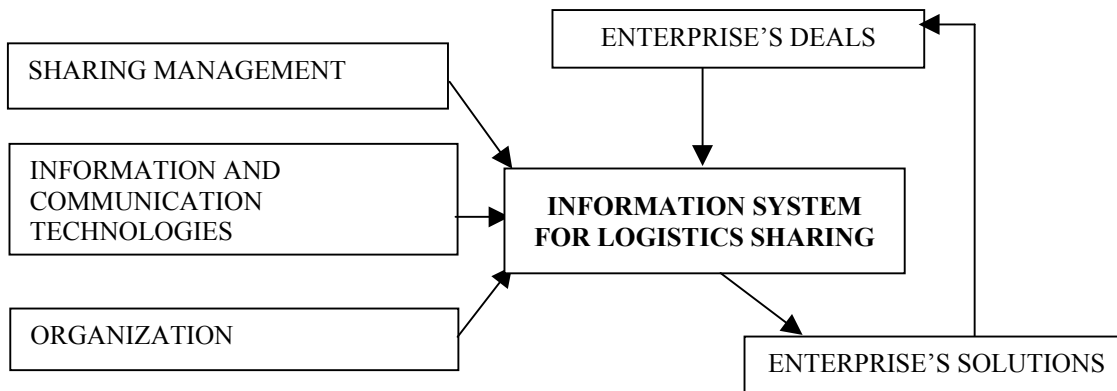 ENTERPRISE’S DEALS
SHARING MANAGEMENT
INFORMATION AND
COMMUNICATION
TECHNOLOGIES
INFORMATION SYSTEM
FOR LOGISTICS SHARING
ORGANIZATION
ENTERPRISE’S SOLUTIONS